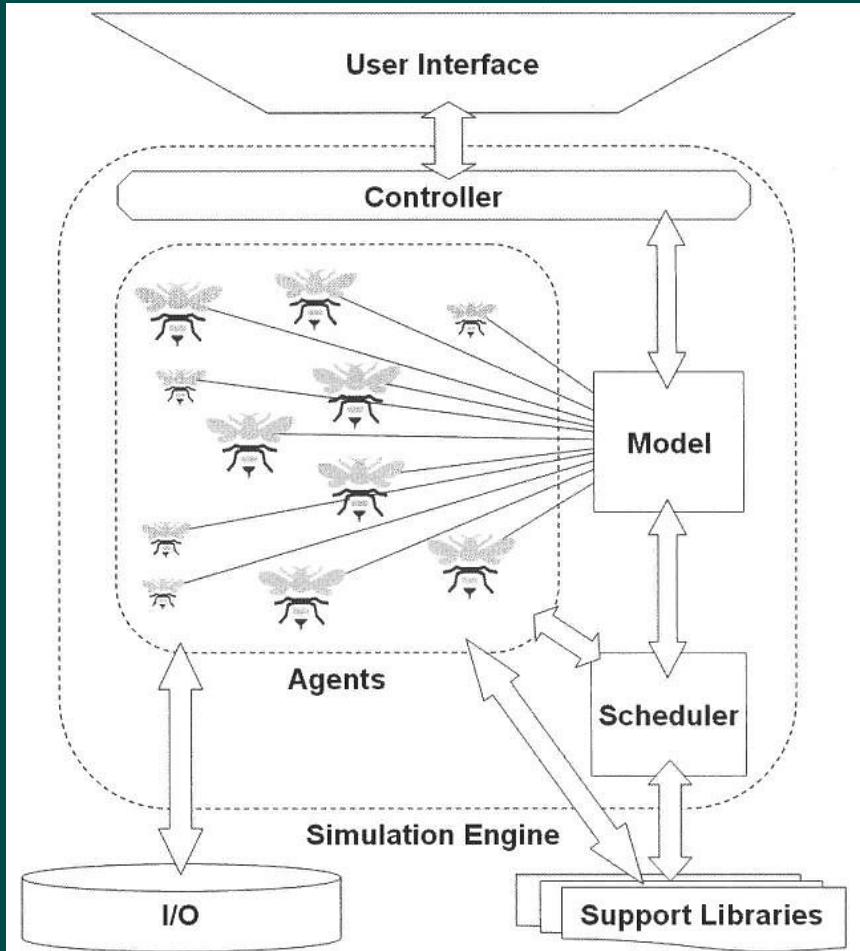 User Interface
Controller
Model
Agents
Scheduler
Simulation Engine
I/O
Support Libraries